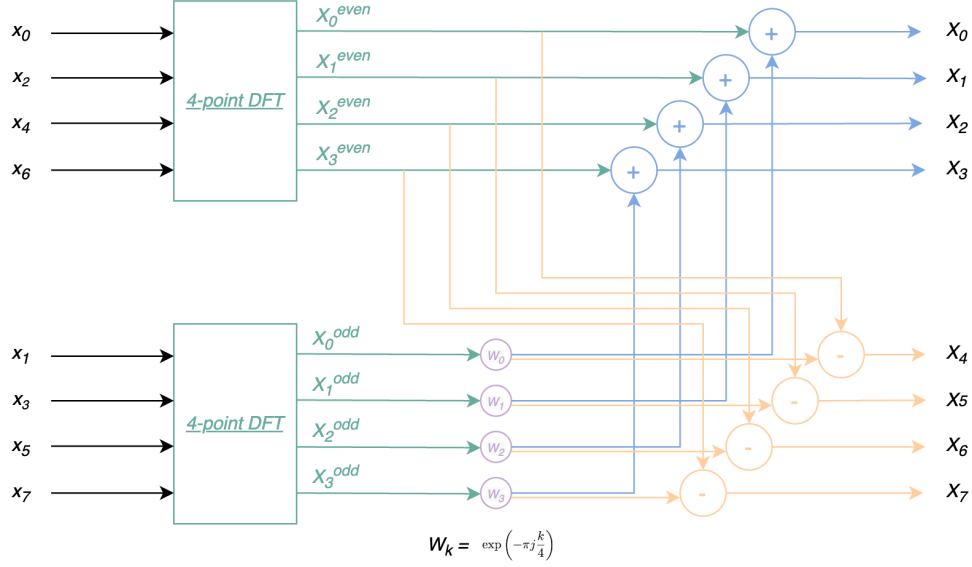 x₀ X₀ᵉᵛᵉⁿ + X₀
x₂ X₁ᵉᵛᵉⁿ + X₁
4-point DFT
x₄ X₂ᵉᵛᵉⁿ + X₂
x₆ X₃ᵉᵛᵉⁿ + X₃
x₁ X₀ᵒᵈᵈ W₀ - X₄
x₃ X₁ᵒᵈᵈ W₁ - X₅
4-point DFT
x₅ X₂ᵒᵈᵈ W₂ - X₆
x₇ X₃ᵒᵈᵈ W₃ - X₇
Wₖ = exp(-πj k/4)